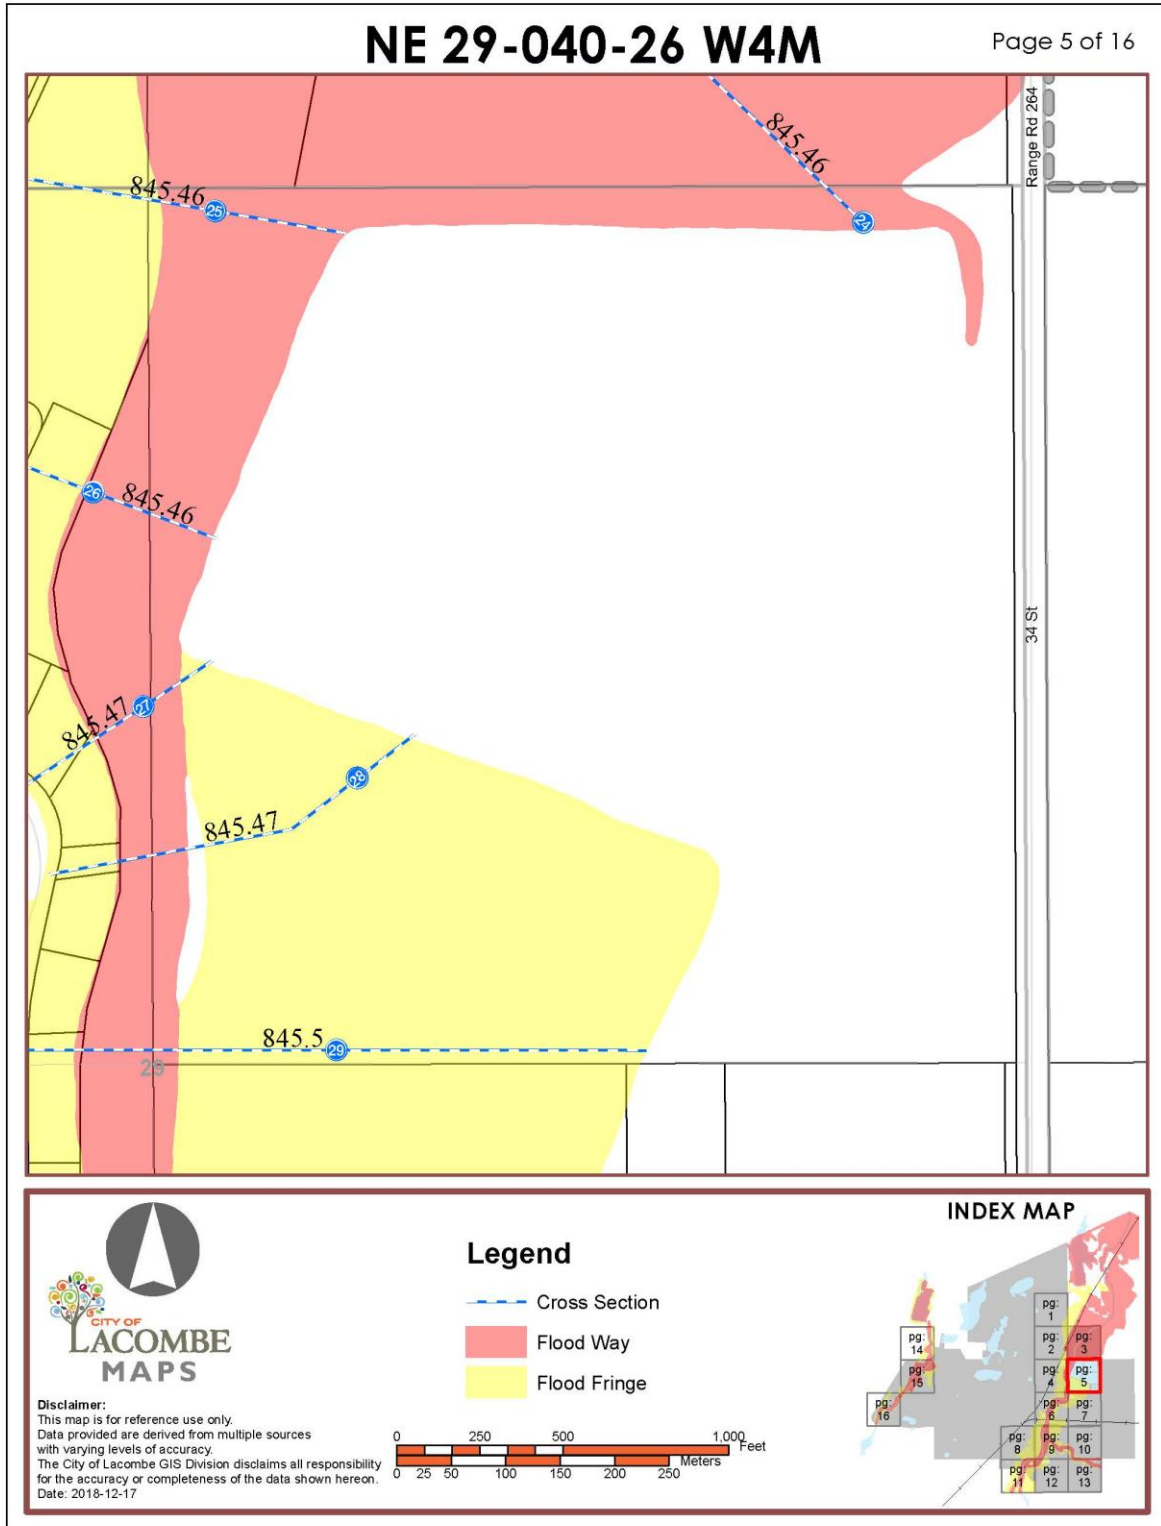 NE 29-040-26 W4M
Page 5 of 16
Range Rd 264
845.46
24
845.46
25
26
845.46
34 St
845.47
27
28
845.47
845.5
29
29
CITY OF
LACOMBE
MAPS
Disclaimer:
This map is for reference use only.
Data provided are derived from multiple sources
with varying levels of accuracy.
The City of Lacombe GIS Division disclaims all responsibility
for the accuracy or completeness of the data shown hereon.
Date: 2018-12-17
Legend
Cross Section
Flood Way
Flood Fringe
0 250 500 1,000
Feet
Meters
0 25 50 100 150 200 250
INDEX MAP
pg:
1
pg:
2
pg:
3
pg:
14
pg:
15
pg:
4
pg:
5
pg:
16
pg:
6
pg:
7
pg:
8
pg:
9
pg:
10
pg:
11
pg:
12
pg:
13